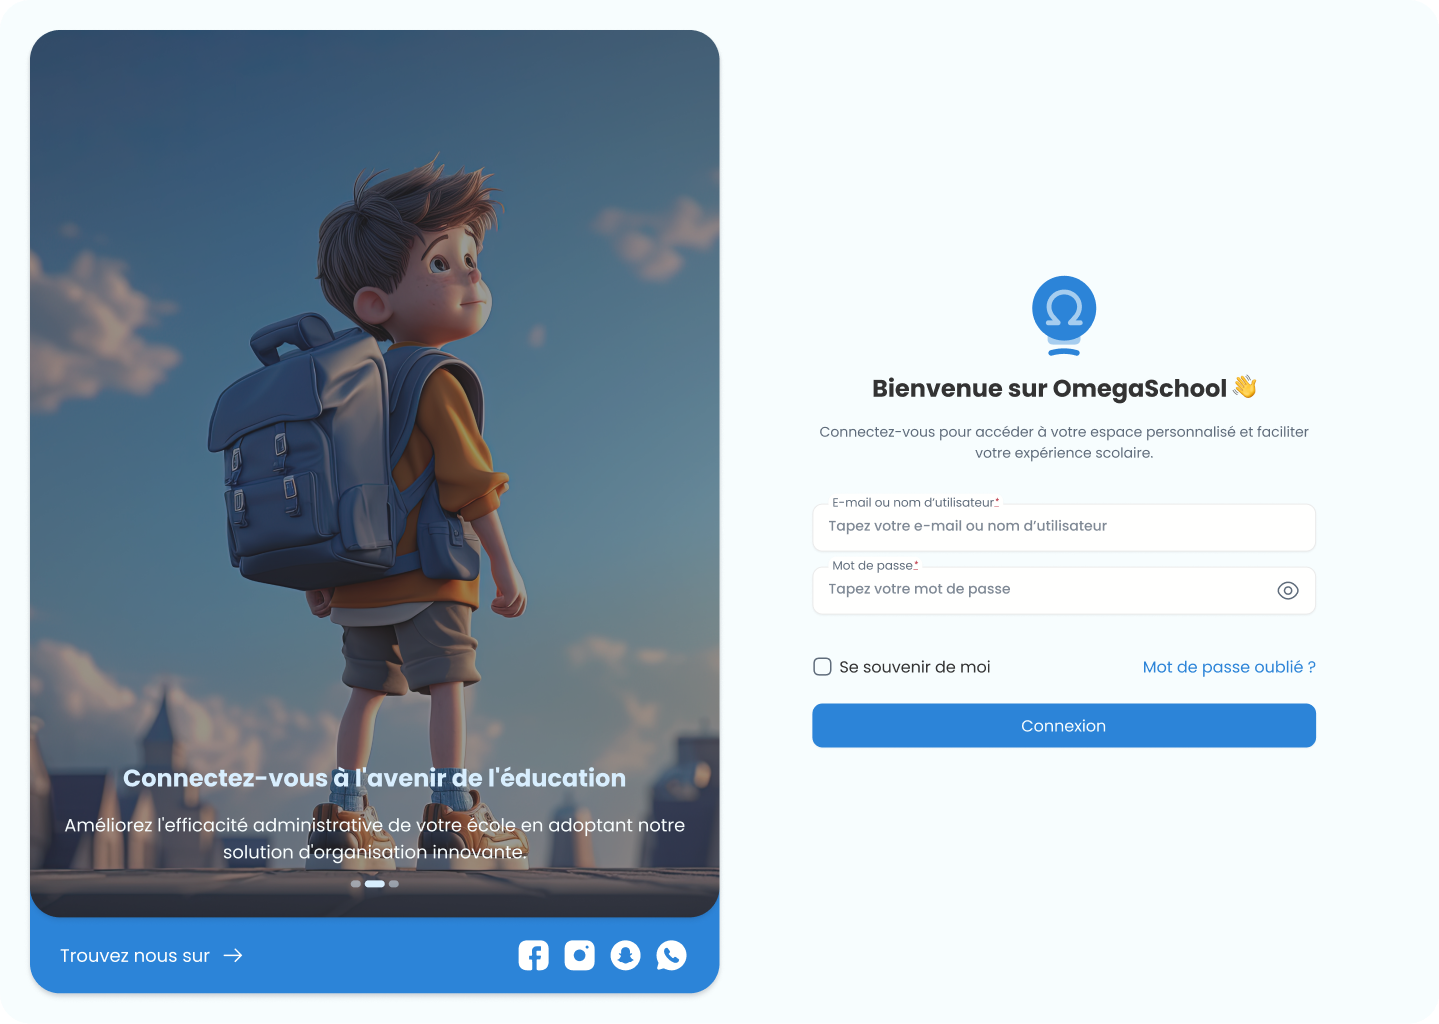 Connectez-vous à l'avenir de l'éducation
Améliorez l'efficacité administrative de votre école en adoptant notre
solution d'organisation innovante.
Trouvez nous sur
Ω
Bienvenue sur OmegaSchool 👋
Connectez-vous pour accéder à votre espace personnalisé et faciliter
votre expérience scolaire.
E-mail ou nom d’utilisateur*
Tapez votre e-mail ou nom d’utilisateur
Mot de passe*
Tapez votre mot de passe
Se souvenir de moi
Mot de passe oublié ?
Connexion